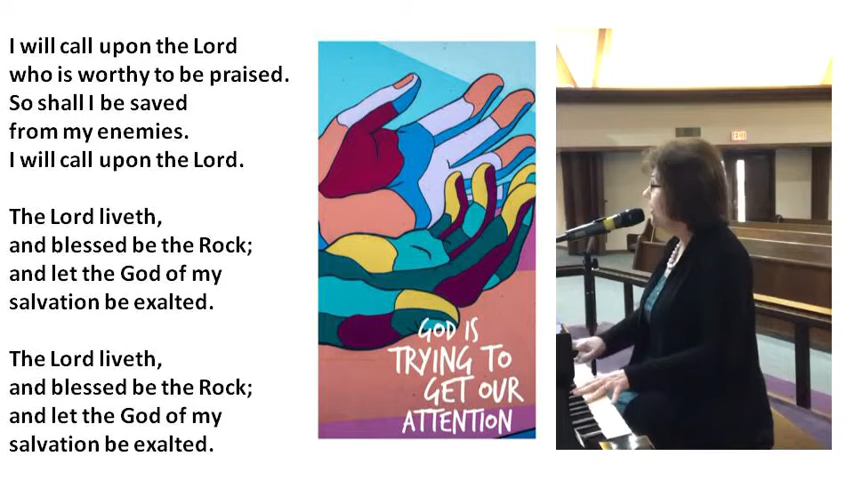 I will call upon the Lord
who is worthy to be praised.
So shall I be saved
from my enemies.
I will call upon the Lord.
The Lord liveth,
and blessed be the Rock;
and let the God of my
salvation be exalted.
The Lord liveth,
and blessed be the Rock;
and let the God of my
salvation be exalted.
GOD IS
TRYING TO
GET OUR
ATTENTION
EXIT